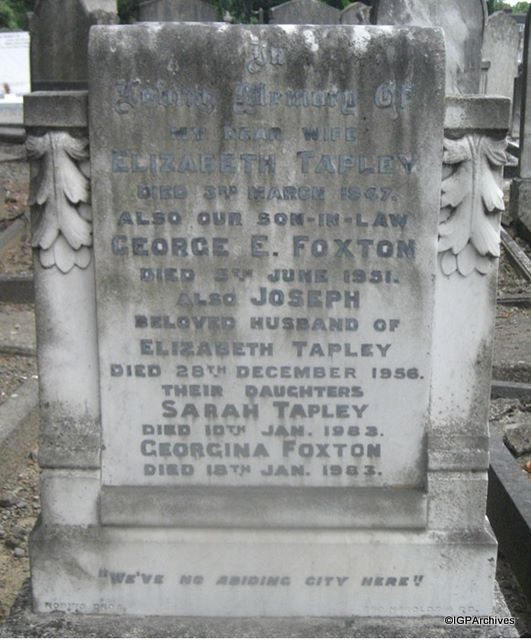 In
Loving Memory Of
MY DEAR WIFE
ELIZABETH TAPLEY
DIED 3RD MARCH 1947.
ALSO OUR SON-IN-LAW
GEORGE E. FOXTON
DIED 5TH JUNE 1951.
ALSO JOSEPH
BELOVED HUSBAND OF
ELIZABETH TAPLEY
DIED 28TH DECEMBER 1956.
THEIR DAUGHTERS
SARAH TAPLEY
DIED 10TH JAN. 1983.
GEORGINA FOXTON
DIED 18TH JAN. 1983.
"WE'VE NO ABIDING CITY HERE"
BROS
RD.
©IGPArchives